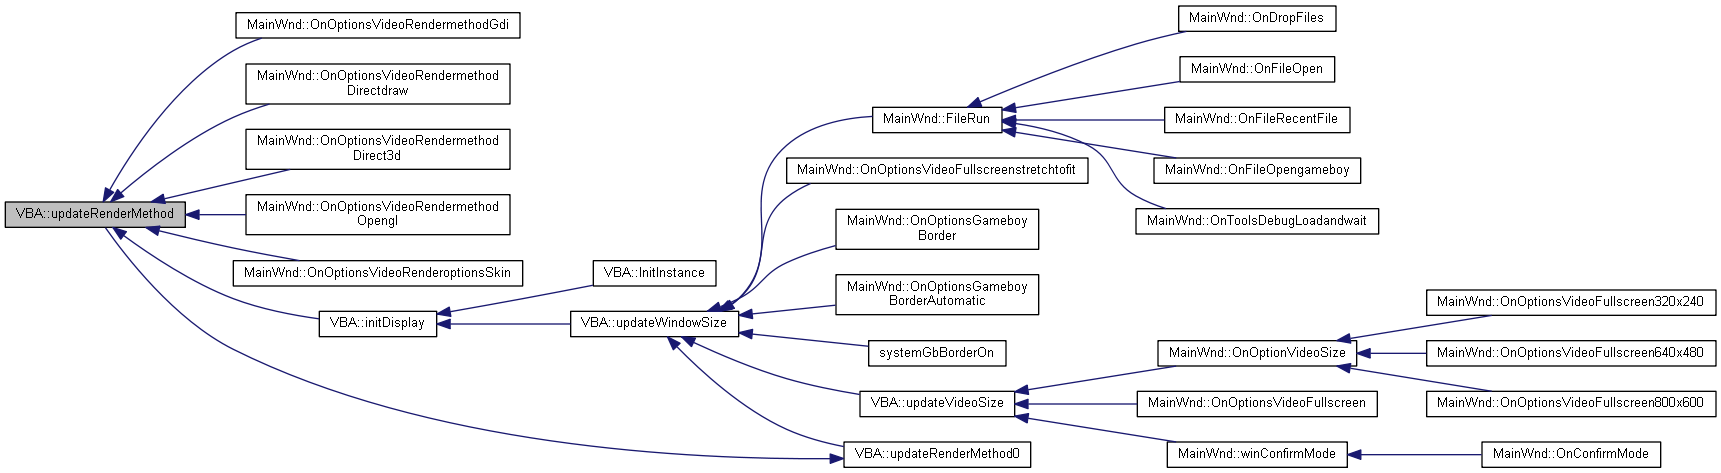 VBA::updateRenderMethod
MainWnd::OnOptionsVideoRendermethodGdi
MainWnd::OnOptionsVideoRendermethod
Directdraw
MainWnd::OnOptionsVideoRendermethod
Direct3d
MainWnd::OnOptionsVideoRendermethod
Opengl
MainWnd::OnOptionsVideoRenderoptionsSkin
VBA::initDisplay
VBA::InitInstance
VBA::updateWindowSize
MainWnd::FileRun
MainWnd::OnOptionsVideoFullscreenstretchtofit
MainWnd::OnOptionsGameboy
Border
MainWnd::OnOptionsGameboy
BorderAutomatic
systemGbBorderOn
VBA::updateVideoSize
VBA::updateRenderMethod0
MainWnd::OnDropFiles
MainWnd::OnFileOpen
MainWnd::OnFileRecentFile
MainWnd::OnFileOpengameboy
MainWnd::OnToolsDebugLoadandwait
MainWnd::OnOptionVideoSize
MainWnd::OnOptionsVideoFullscreen
MainWnd::winConfirmMode
MainWnd::OnOptionsVideoFullscreen320x240
MainWnd::OnOptionsVideoFullscreen640x480
MainWnd::OnOptionsVideoFullscreen800x600
MainWnd::OnConfirmMode